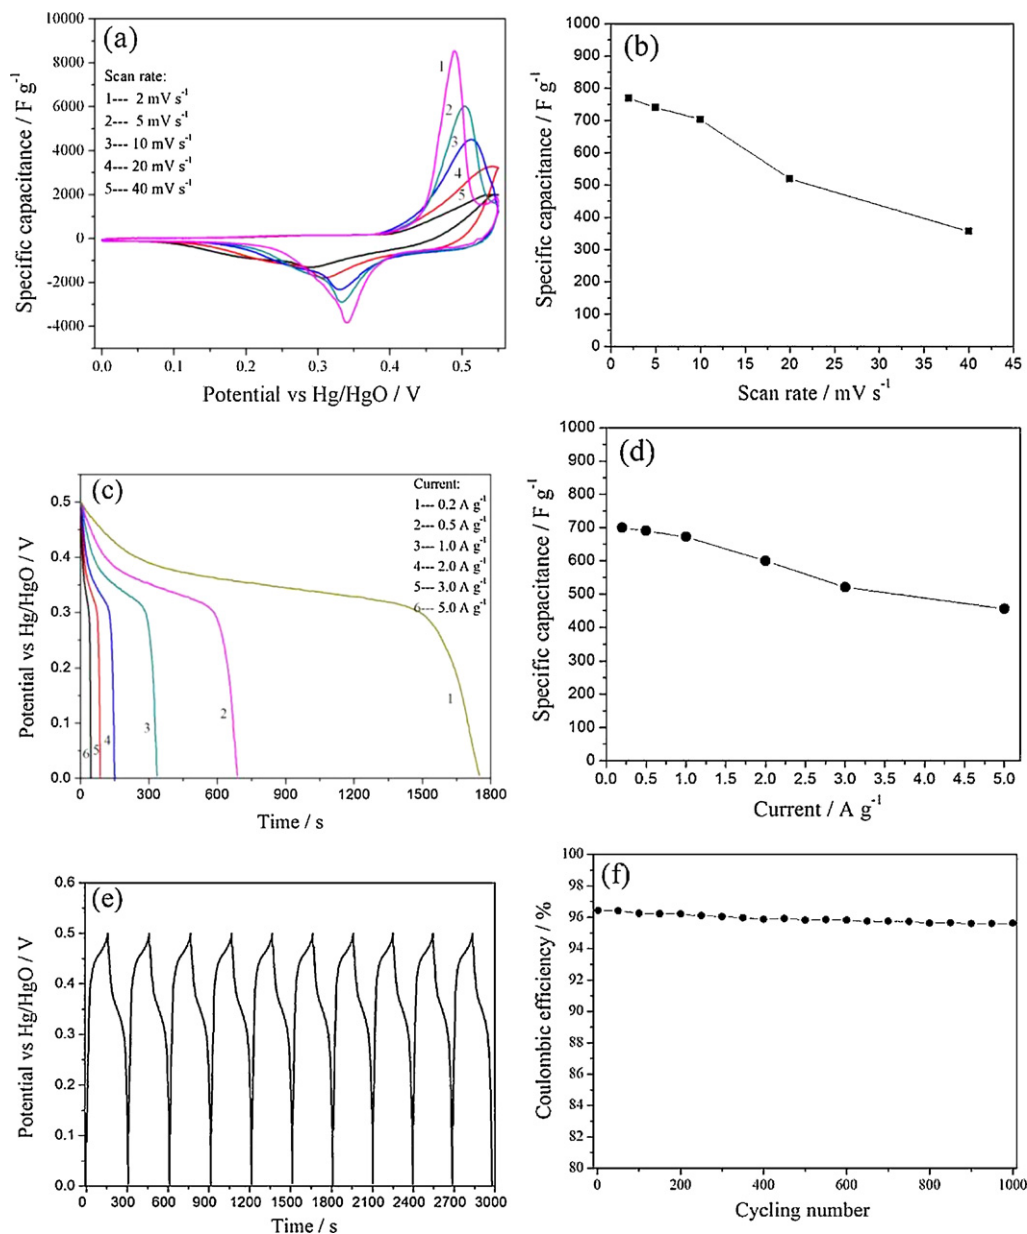 (a)
Scan rate:
1--- 2 mV s⁻¹
2--- 5 mV s⁻¹
3--- 10 mV s⁻¹
4--- 20 mV s⁻¹
5--- 40 mV s⁻¹
1
2
3
4
5
10000
8000
6000
4000
2000
0
-2000
-4000
Specific capacitance / F g⁻¹
0.0 0.1 0.2 0.3 0.4 0.5
Potential vs Hg/HgO / V
(b)
1000
900
800
700
600
500
400
300
200
100
0
Specific capacitance / F g⁻¹
0 5 10 15 20 25 30 35 40 45
Scan rate / mV s⁻¹
(c)
Current:
1--- 0.2 A g⁻¹
2--- 0.5 A g⁻¹
3--- 1.0 A g⁻¹
4--- 2.0 A g⁻¹
5--- 3.0 A g⁻¹
6--- 5.0 A g⁻¹
0.5
0.4
0.3
0.2
0.1
0.0
Potential vs Hg/HgO / V
6 5 4 3 2 1
0 300 600 900 1200 1500 1800
Time / s
(d)
1000
900
800
700
600
500
400
300
200
100
0
Specific capacitance / F g⁻¹
0.0 0.5 1.0 1.5 2.0 2.5 3.0 3.5 4.0 4.5 5.0
Current / A g⁻¹
(e)
0.6
0.5
0.4
0.3
0.2
0.1
0.0
Potential vs Hg/HgO / V
0 300 600 900 1200 1500 1800 2100 2400 2700 3000
Time / s
(f)
100
98
96
94
92
90
88
86
84
82
80
Coulombic efficiency / %
0 200 400 600 800 1000
Cycling number